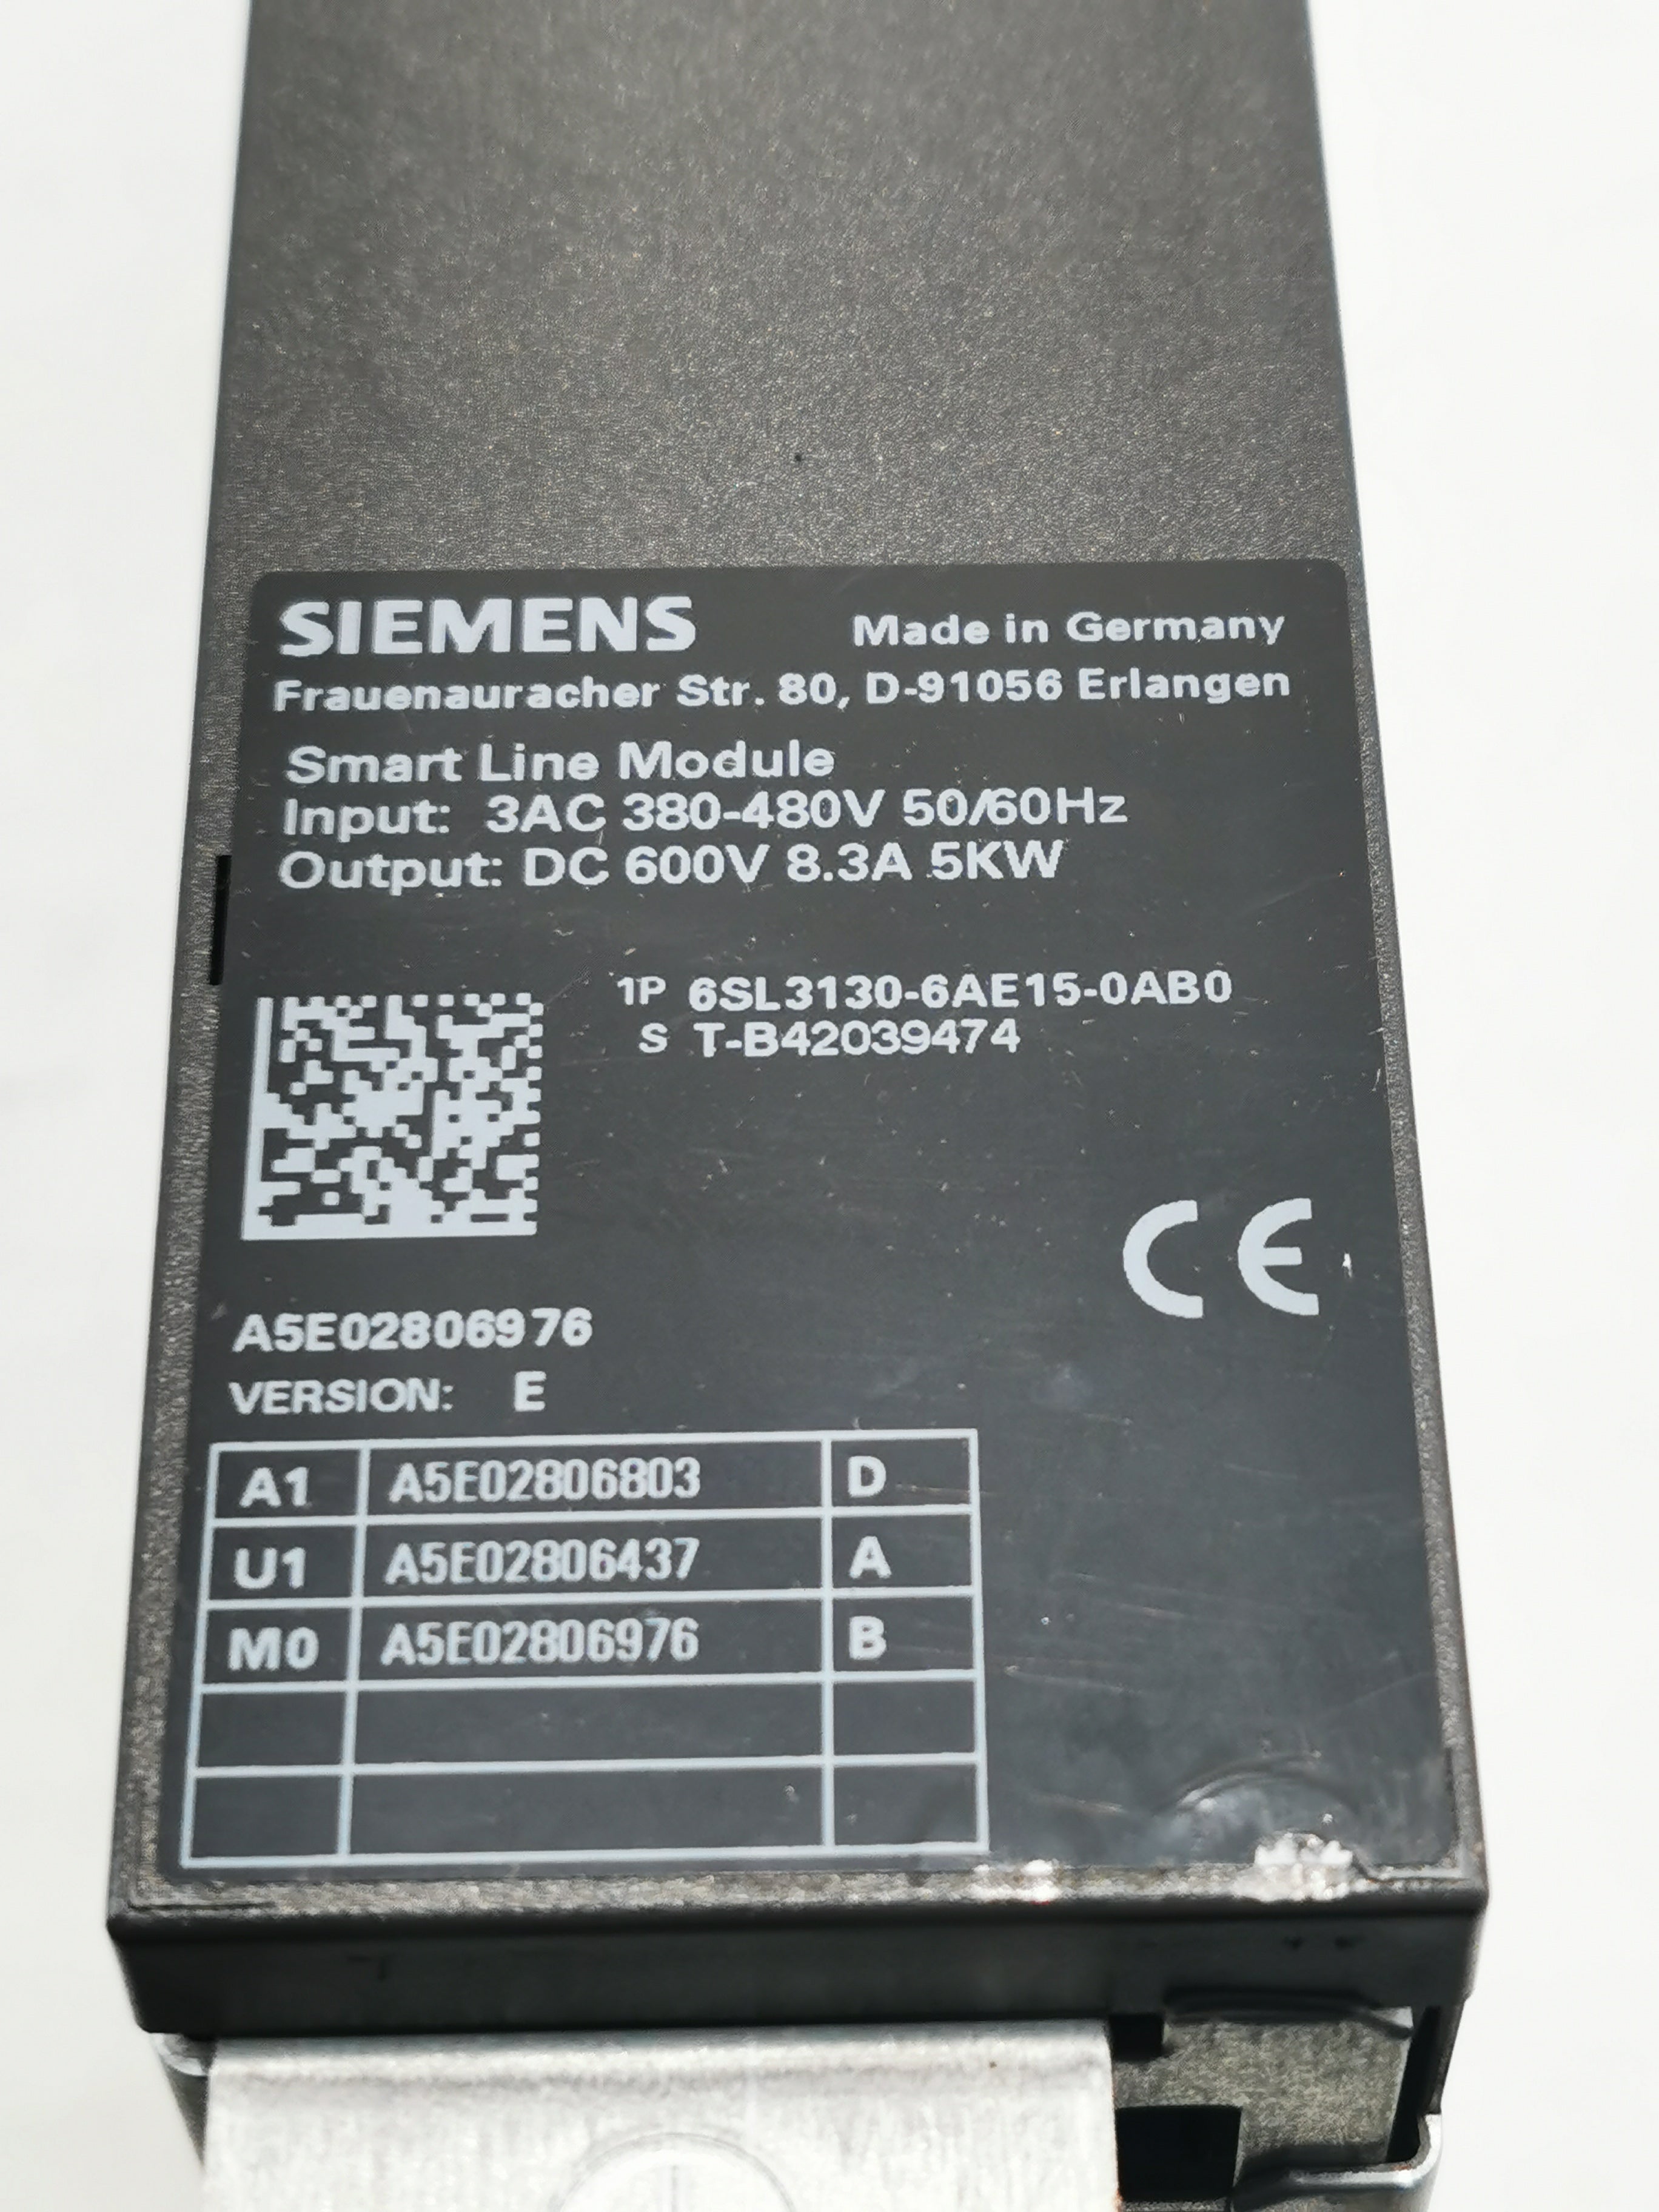 SIEMENS Made in Germany
Frauenauracher Str. 80, D-91056 Erlangen
Smart Line Module
Input: 3AC 380-480V 50/60Hz
Output: DC 600V 8.3A 5KW
1P 6SL3130-6AE15-0AB0
S T-B42039474
CE
A5E02806976
VERSION: E
A1 A5E02806803 D
U1 A5E02806437 A
M0 A5E02806976 B